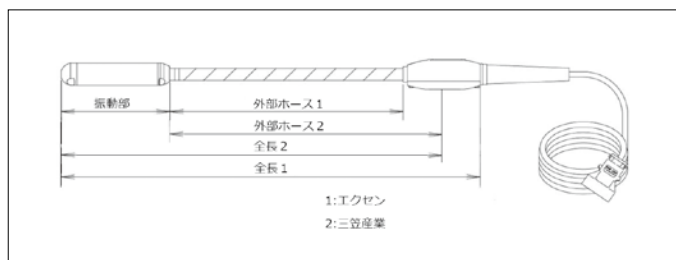 振動部
外部ホース1
外部ホース2
全長2
全長1
1:エクセン
2:三笠産業